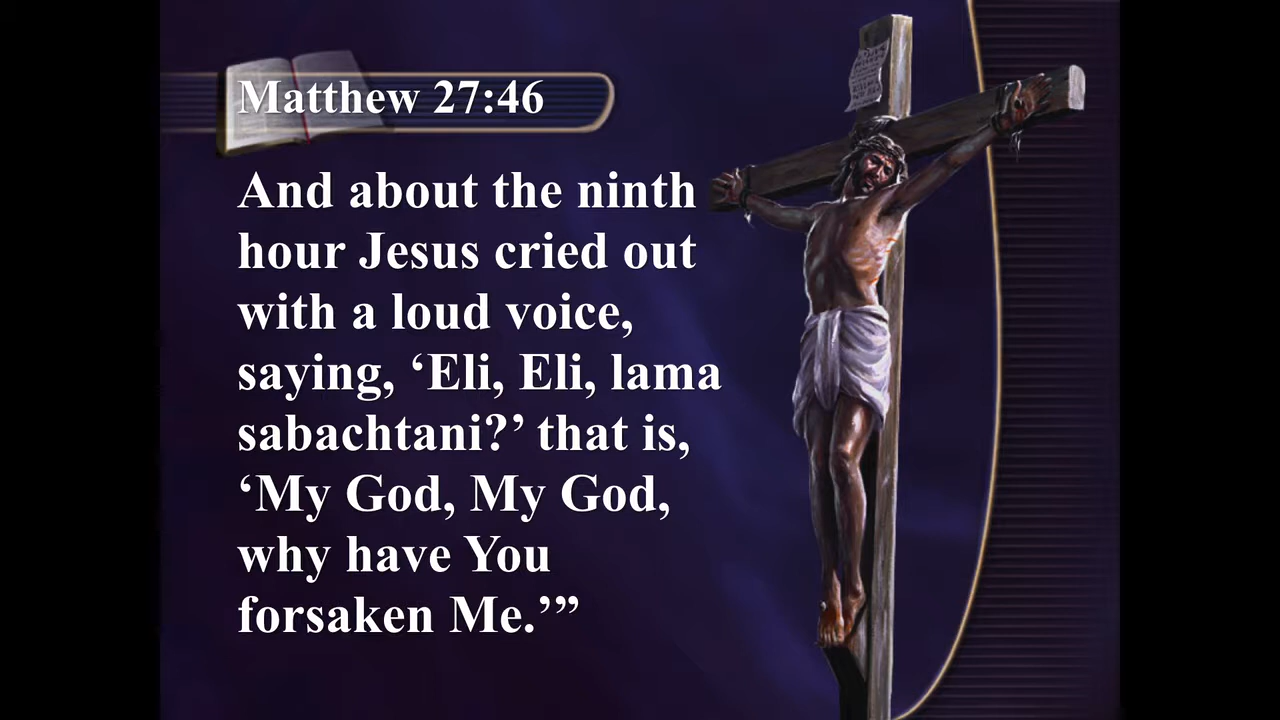 Matthew 27:46
And about the ninth
hour Jesus cried out
with a loud voice,
saying, ‘Eli, Eli, lama
sabachtani?’ that is,
‘My God, My God,
why have You
forsaken Me.’”